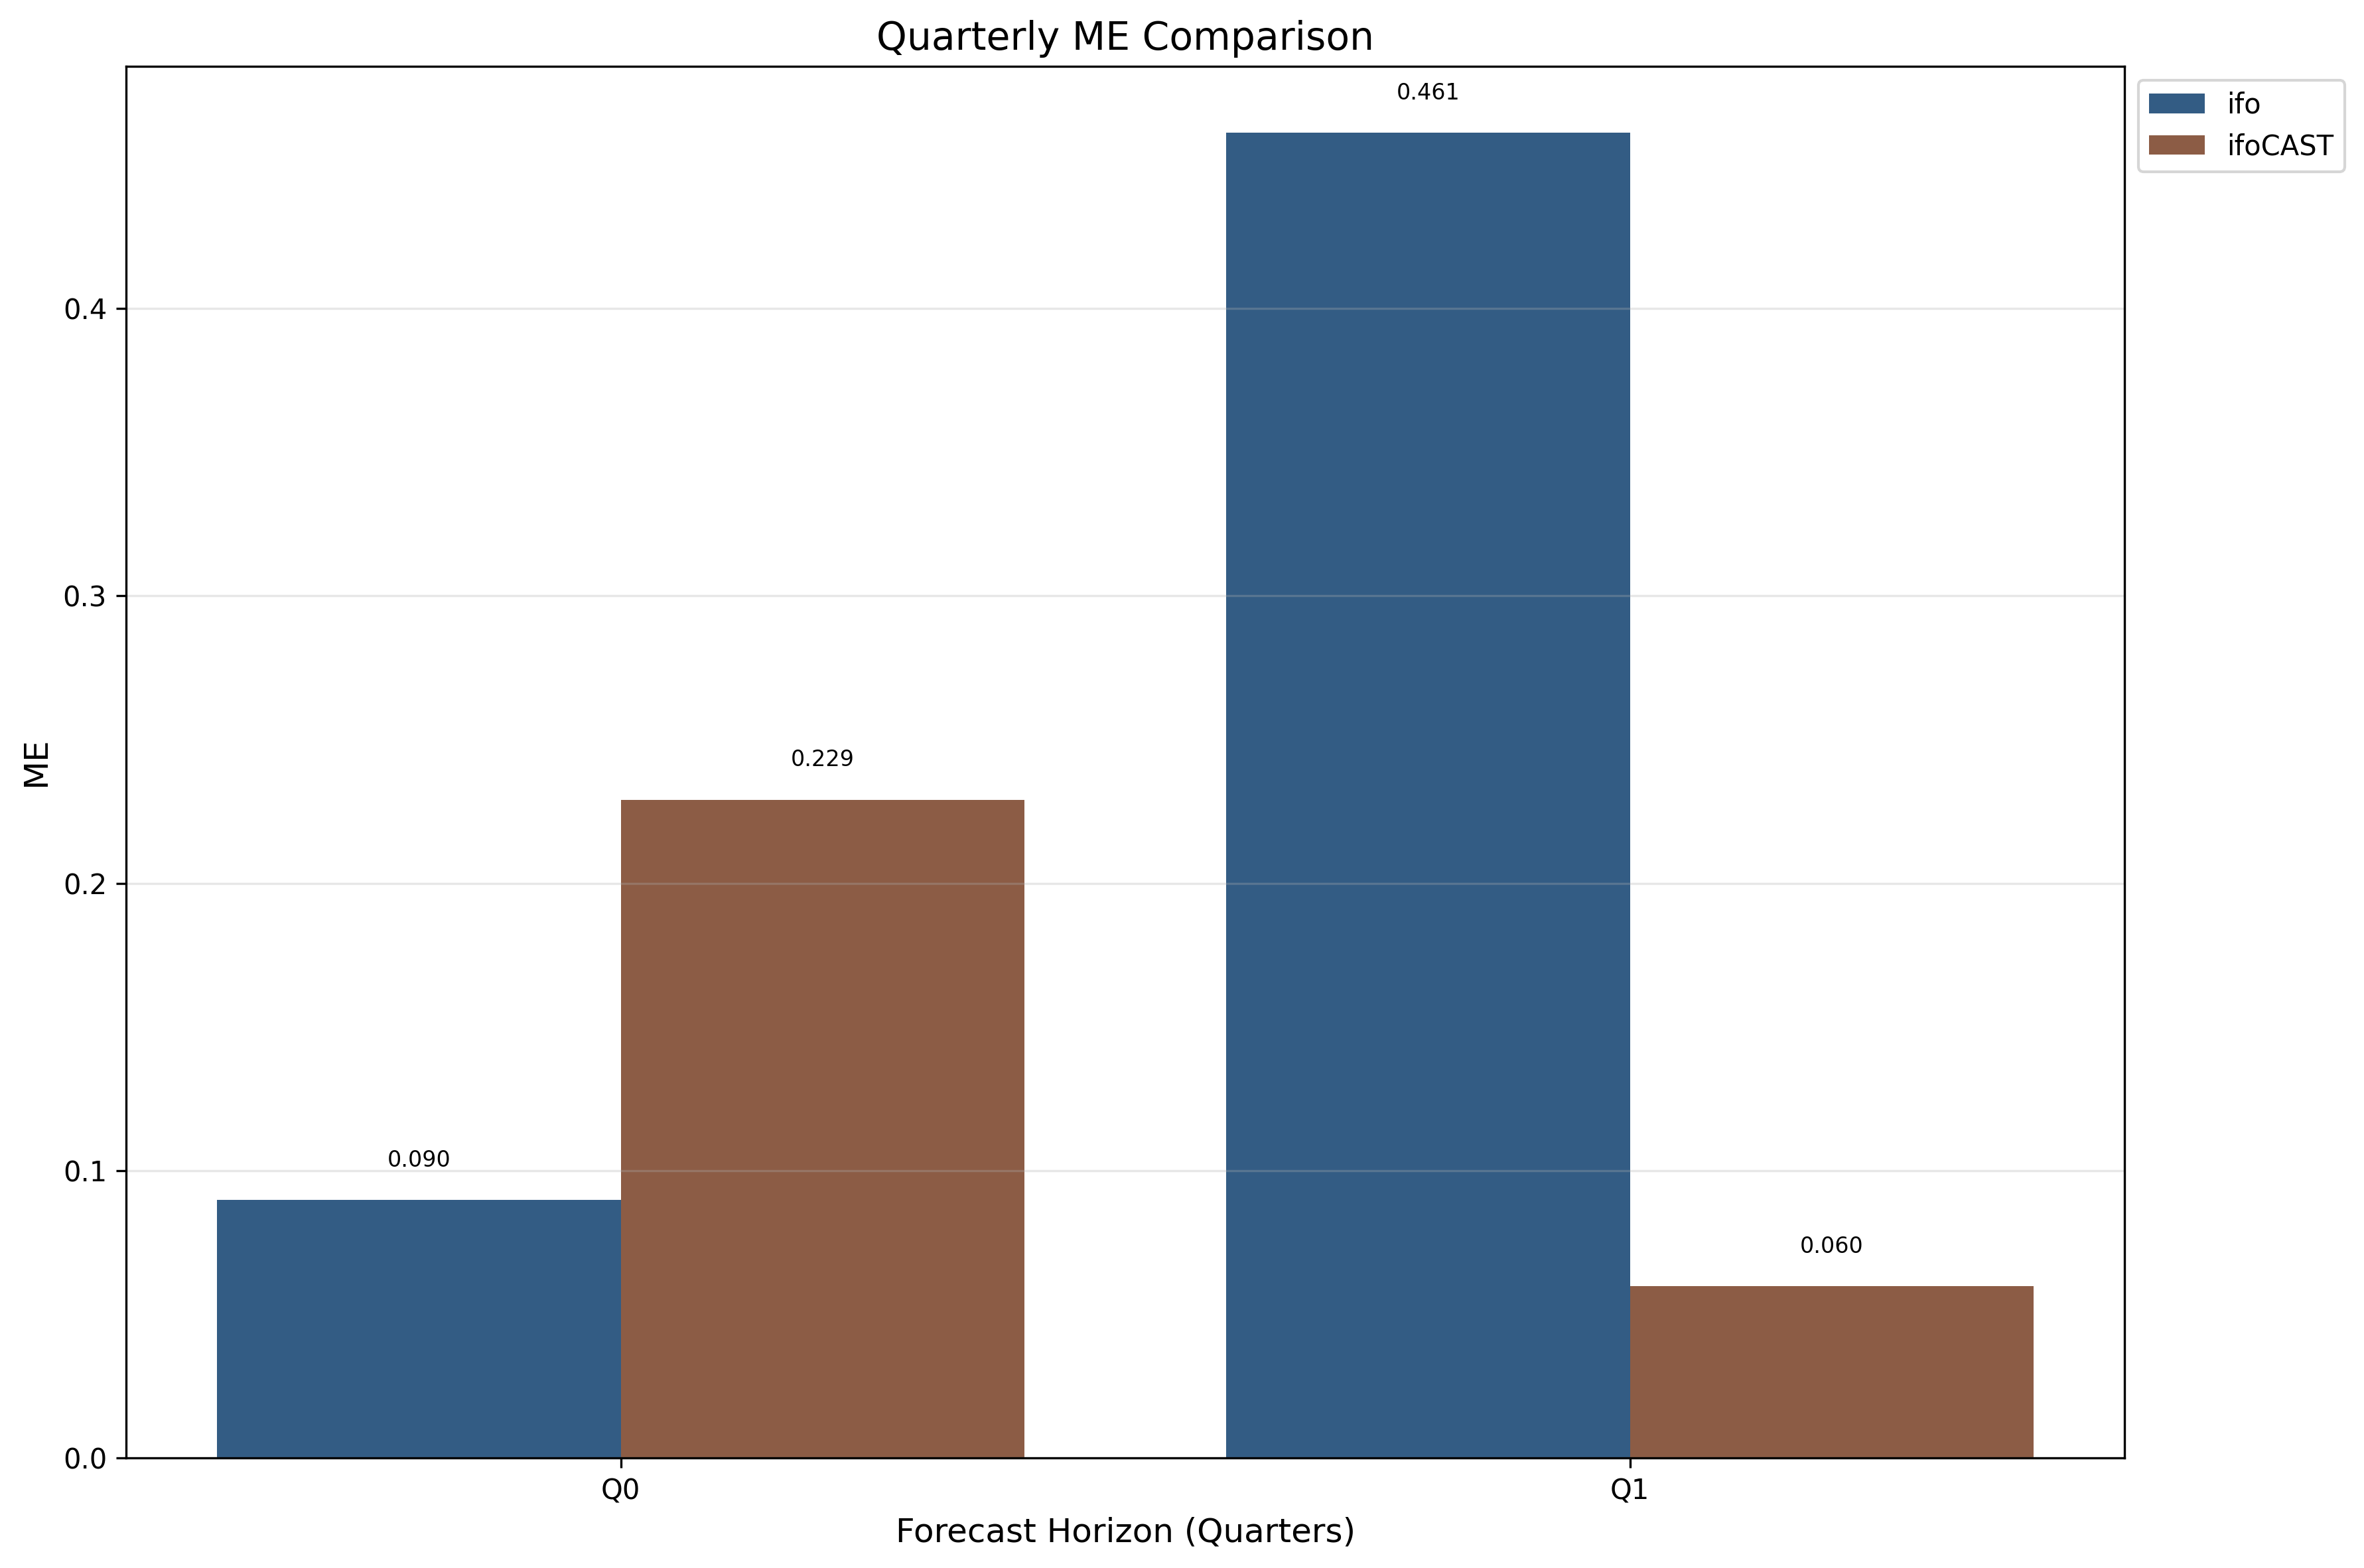 Quarterly ME Comparison
ifo
ifoCAST
ME
0.4
0.3
0.2
0.1
0.0
0.461
0.229
0.090
0.060
Q0
Q1
Forecast Horizon (Quarters)